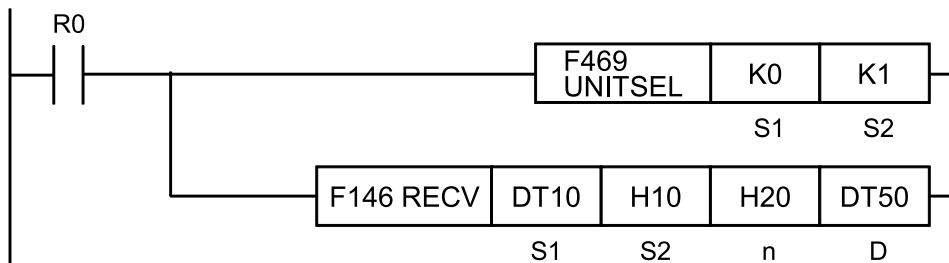 R0
F469
UNITSEL
K0
K1
S1
S2
F146 RECV
DT10
H10
H20
DT50
S1
S2
n
D